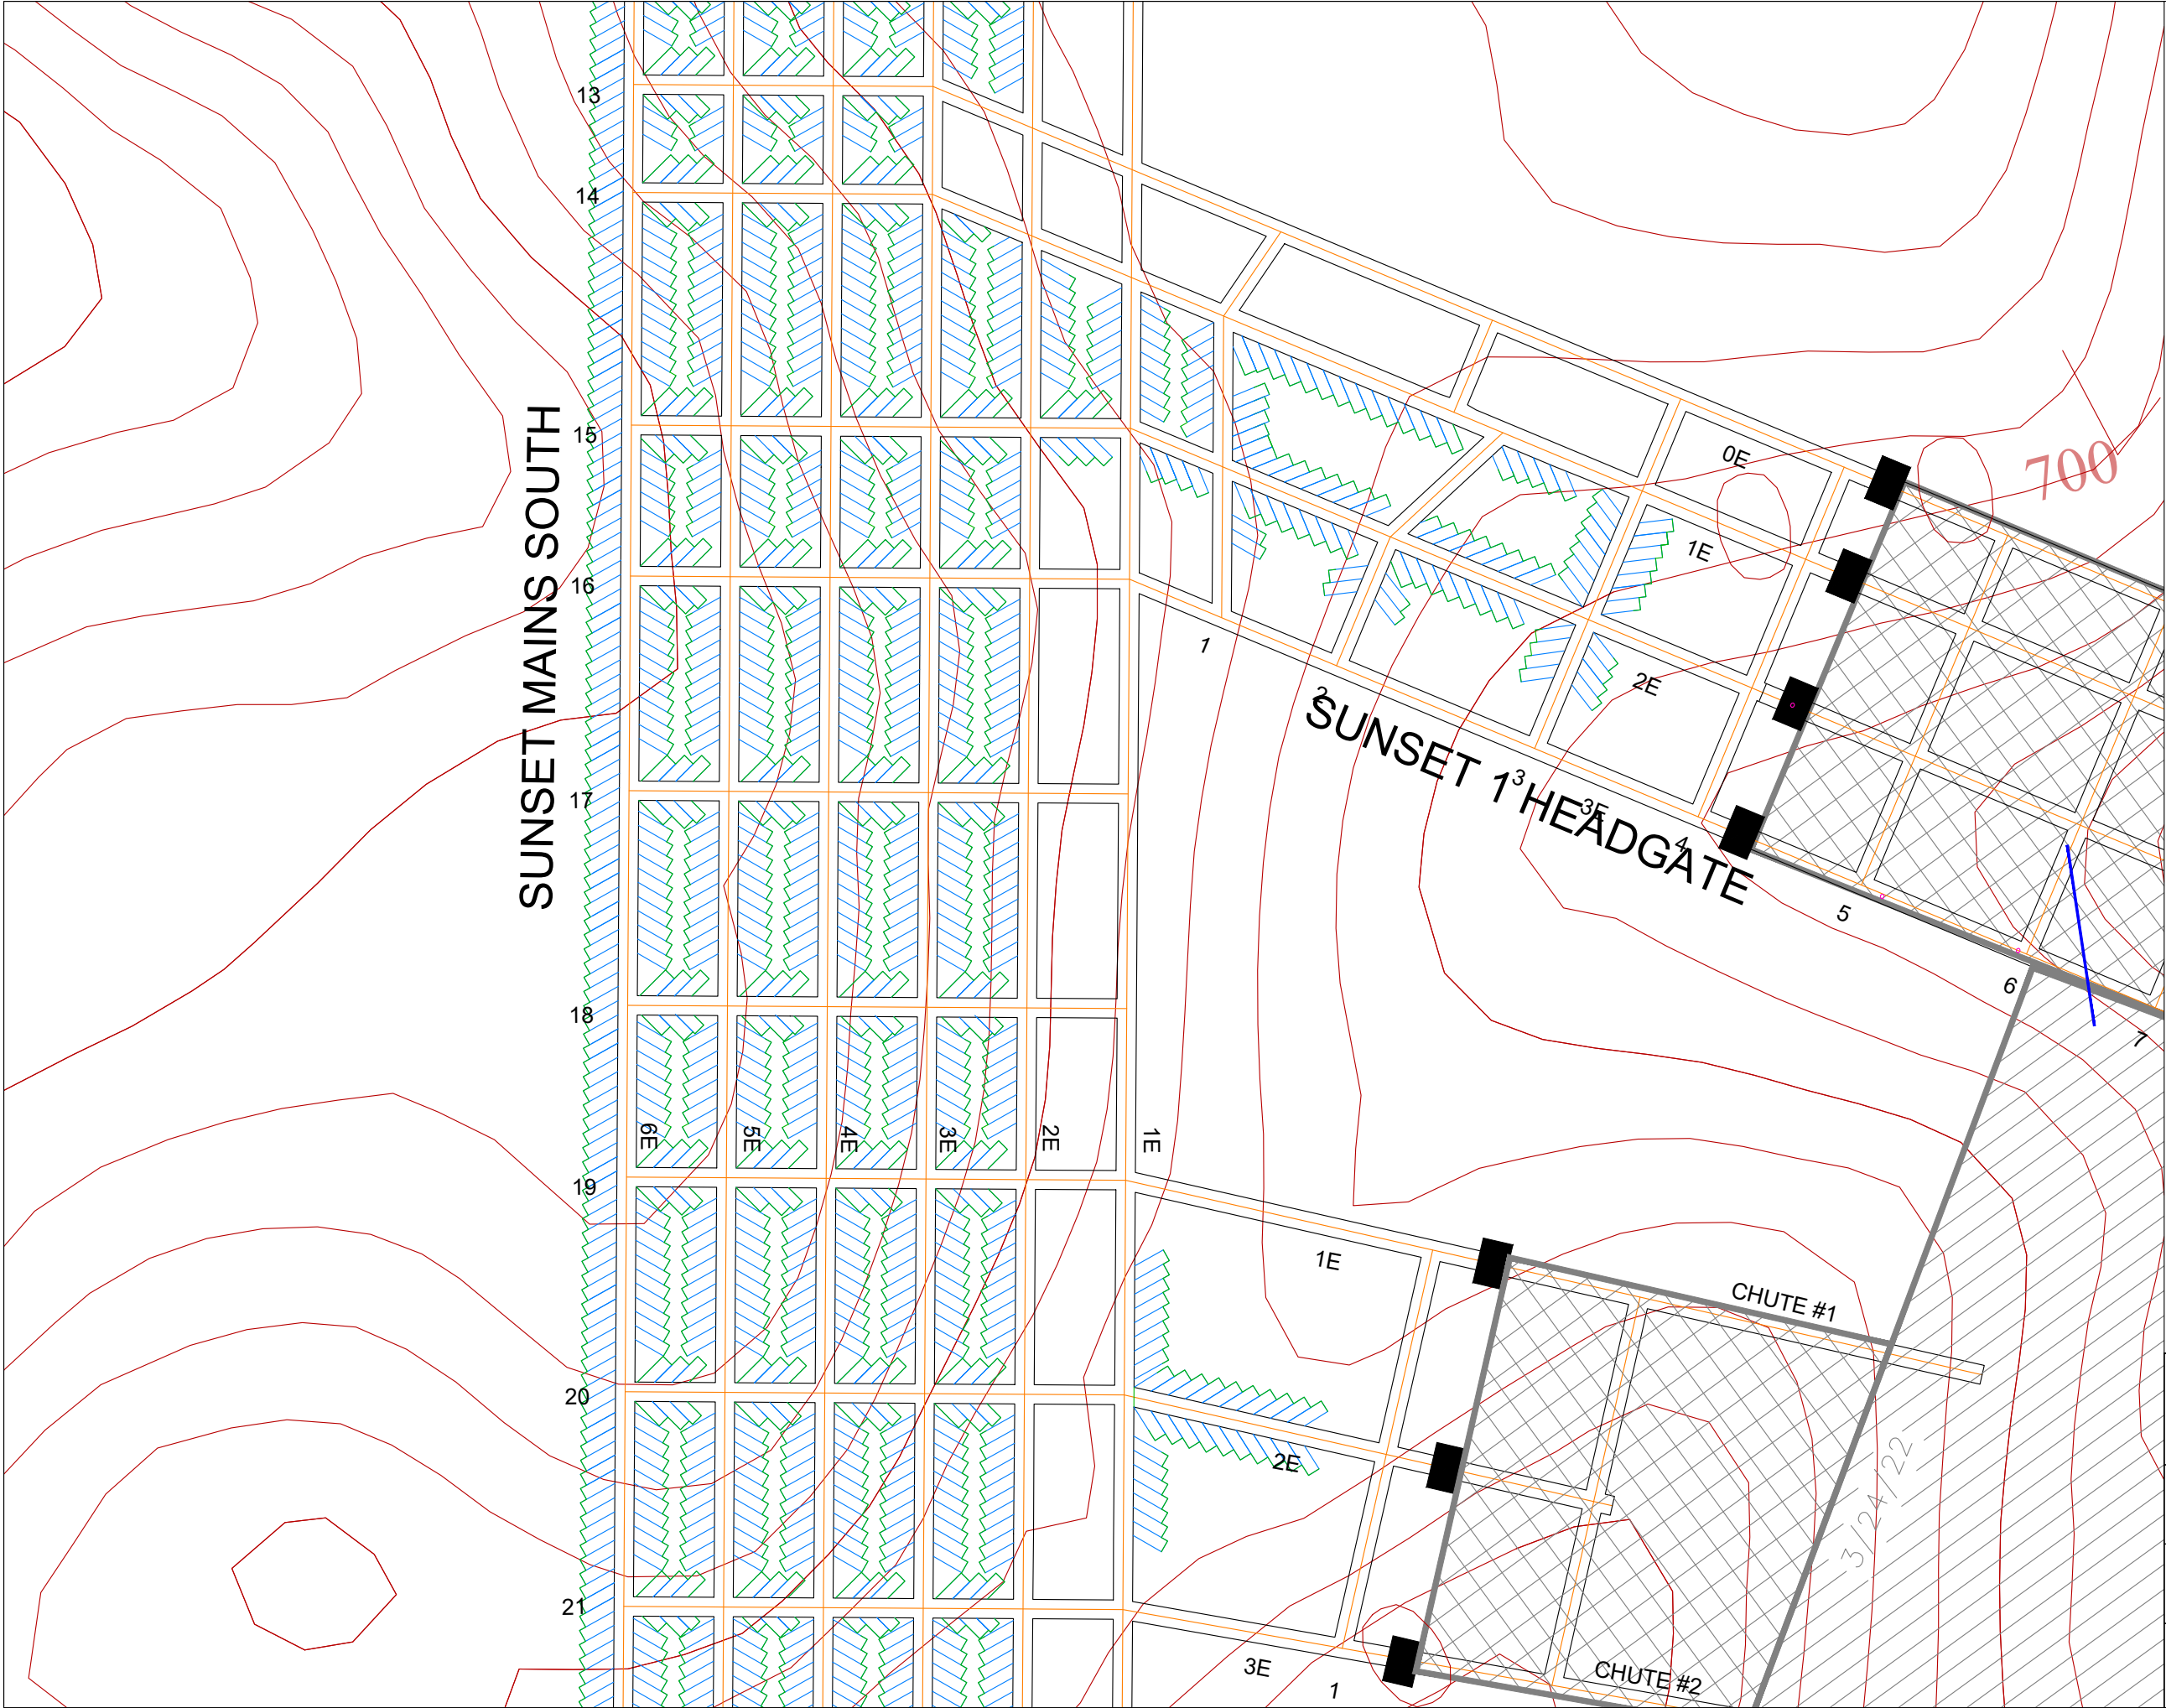 13
14
15
16
17
18
19
20
21
SUNSET MAINS SOUTH
6E
5E
4E
3E
2E
1E
0E
1E
2E
3E
700
1
2
3
4
5
6
7
SUNSET 1 HEADGATE
1E
2E
3E
1
CHUTE #1
CHUTE #2
3/24/22